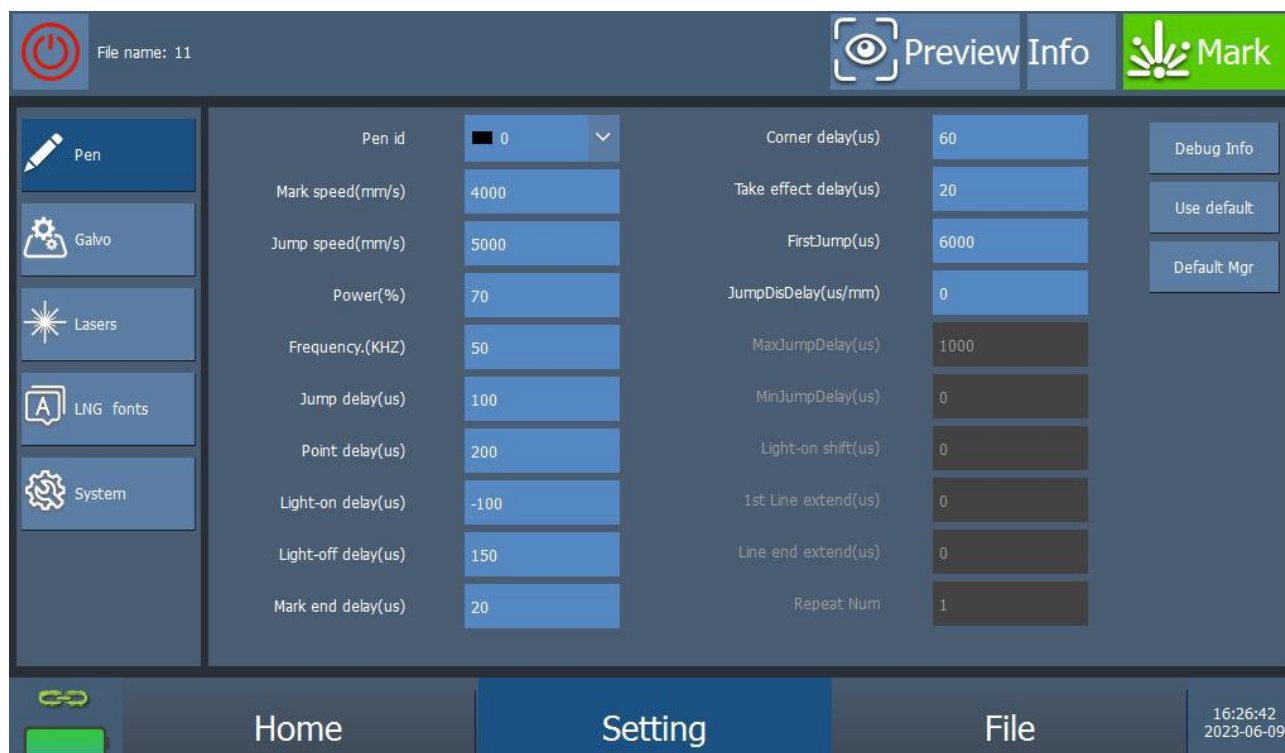 File name: 11
Preview
Info
Mark
Pen
Galvo
Lasers
LNG fonts
System
Pen id 0
Mark speed(mm/s) 4000
Jump speed(mm/s) 5000
Power(%) 70
Frequency.(KHZ) 50
Jump delay(us) 100
Point delay(us) 200
Light-on delay(us) -100
Light-off delay(us) 150
Mark end delay(us) 20
Corner delay(us) 60
Take effect delay(us) 20
FirstJump(us) 6000
JumpDisDelay(us/mm) 0
MaxJumpDelay(us) 1000
MinJumpDelay(us) 0
Light-on shift(us) 0
1st Line extend(us) 0
Line end extend(us) 0
Repeat Num 1
Debug Info
Use default
Default Mgr
Home
Setting
File
16:26:42
2023-06-09